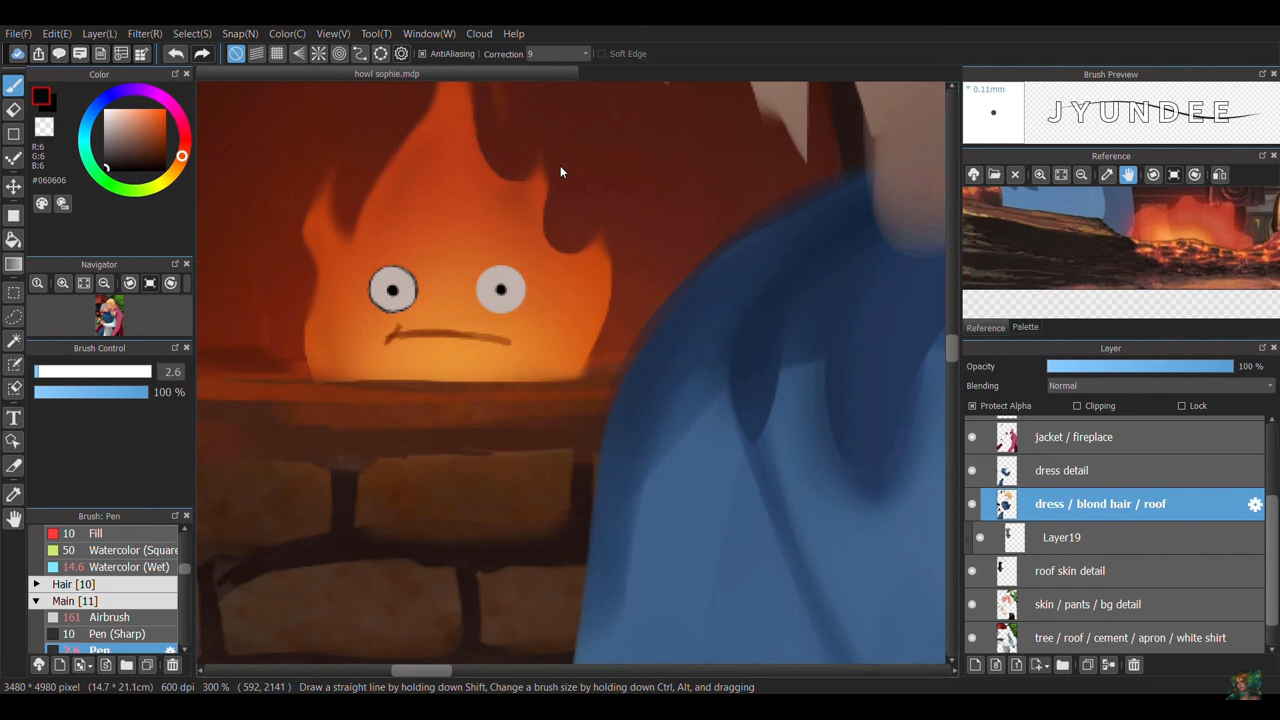 File(F) Edit(E) Layer(L) Filter(R) Select(S) Snap(N) Color(C) View(V) Tool(T) Window(W) Cloud Help
AntiAliasing Correction 9 Soft Edge
Color
howl sophie.mdp
Brush Preview
* 0.11mm
JYUNDEE
R:6
G:6
B:6
#060606
Reference
Navigator
Reference Palette
Brush Control
Layer
2.6
Opacity 100 %
100 %
Blending Normal
Protect Alpha Clipping Lock
jacket / fireplace
dress detail
dress / blond hair / roof
Layer19
roof skin detail
skin / pants / bg detail
tree / roof / cement / apron / white shirt
Brush: Pen
10 Fill
50 Watercolor (Square
14.6 Watercolor (Wet)
Hair [10]
Main [11]
161 Airbrush
10 Pen (Sharp)
2.6 Pen
3480 * 4980 pixel (14.7 * 21.1cm) 600 dpi 300 % ( 592, 2141 ) Draw a straight line by holding down Shift, Change a brush size by holding down Ctrl, Alt, and dragging